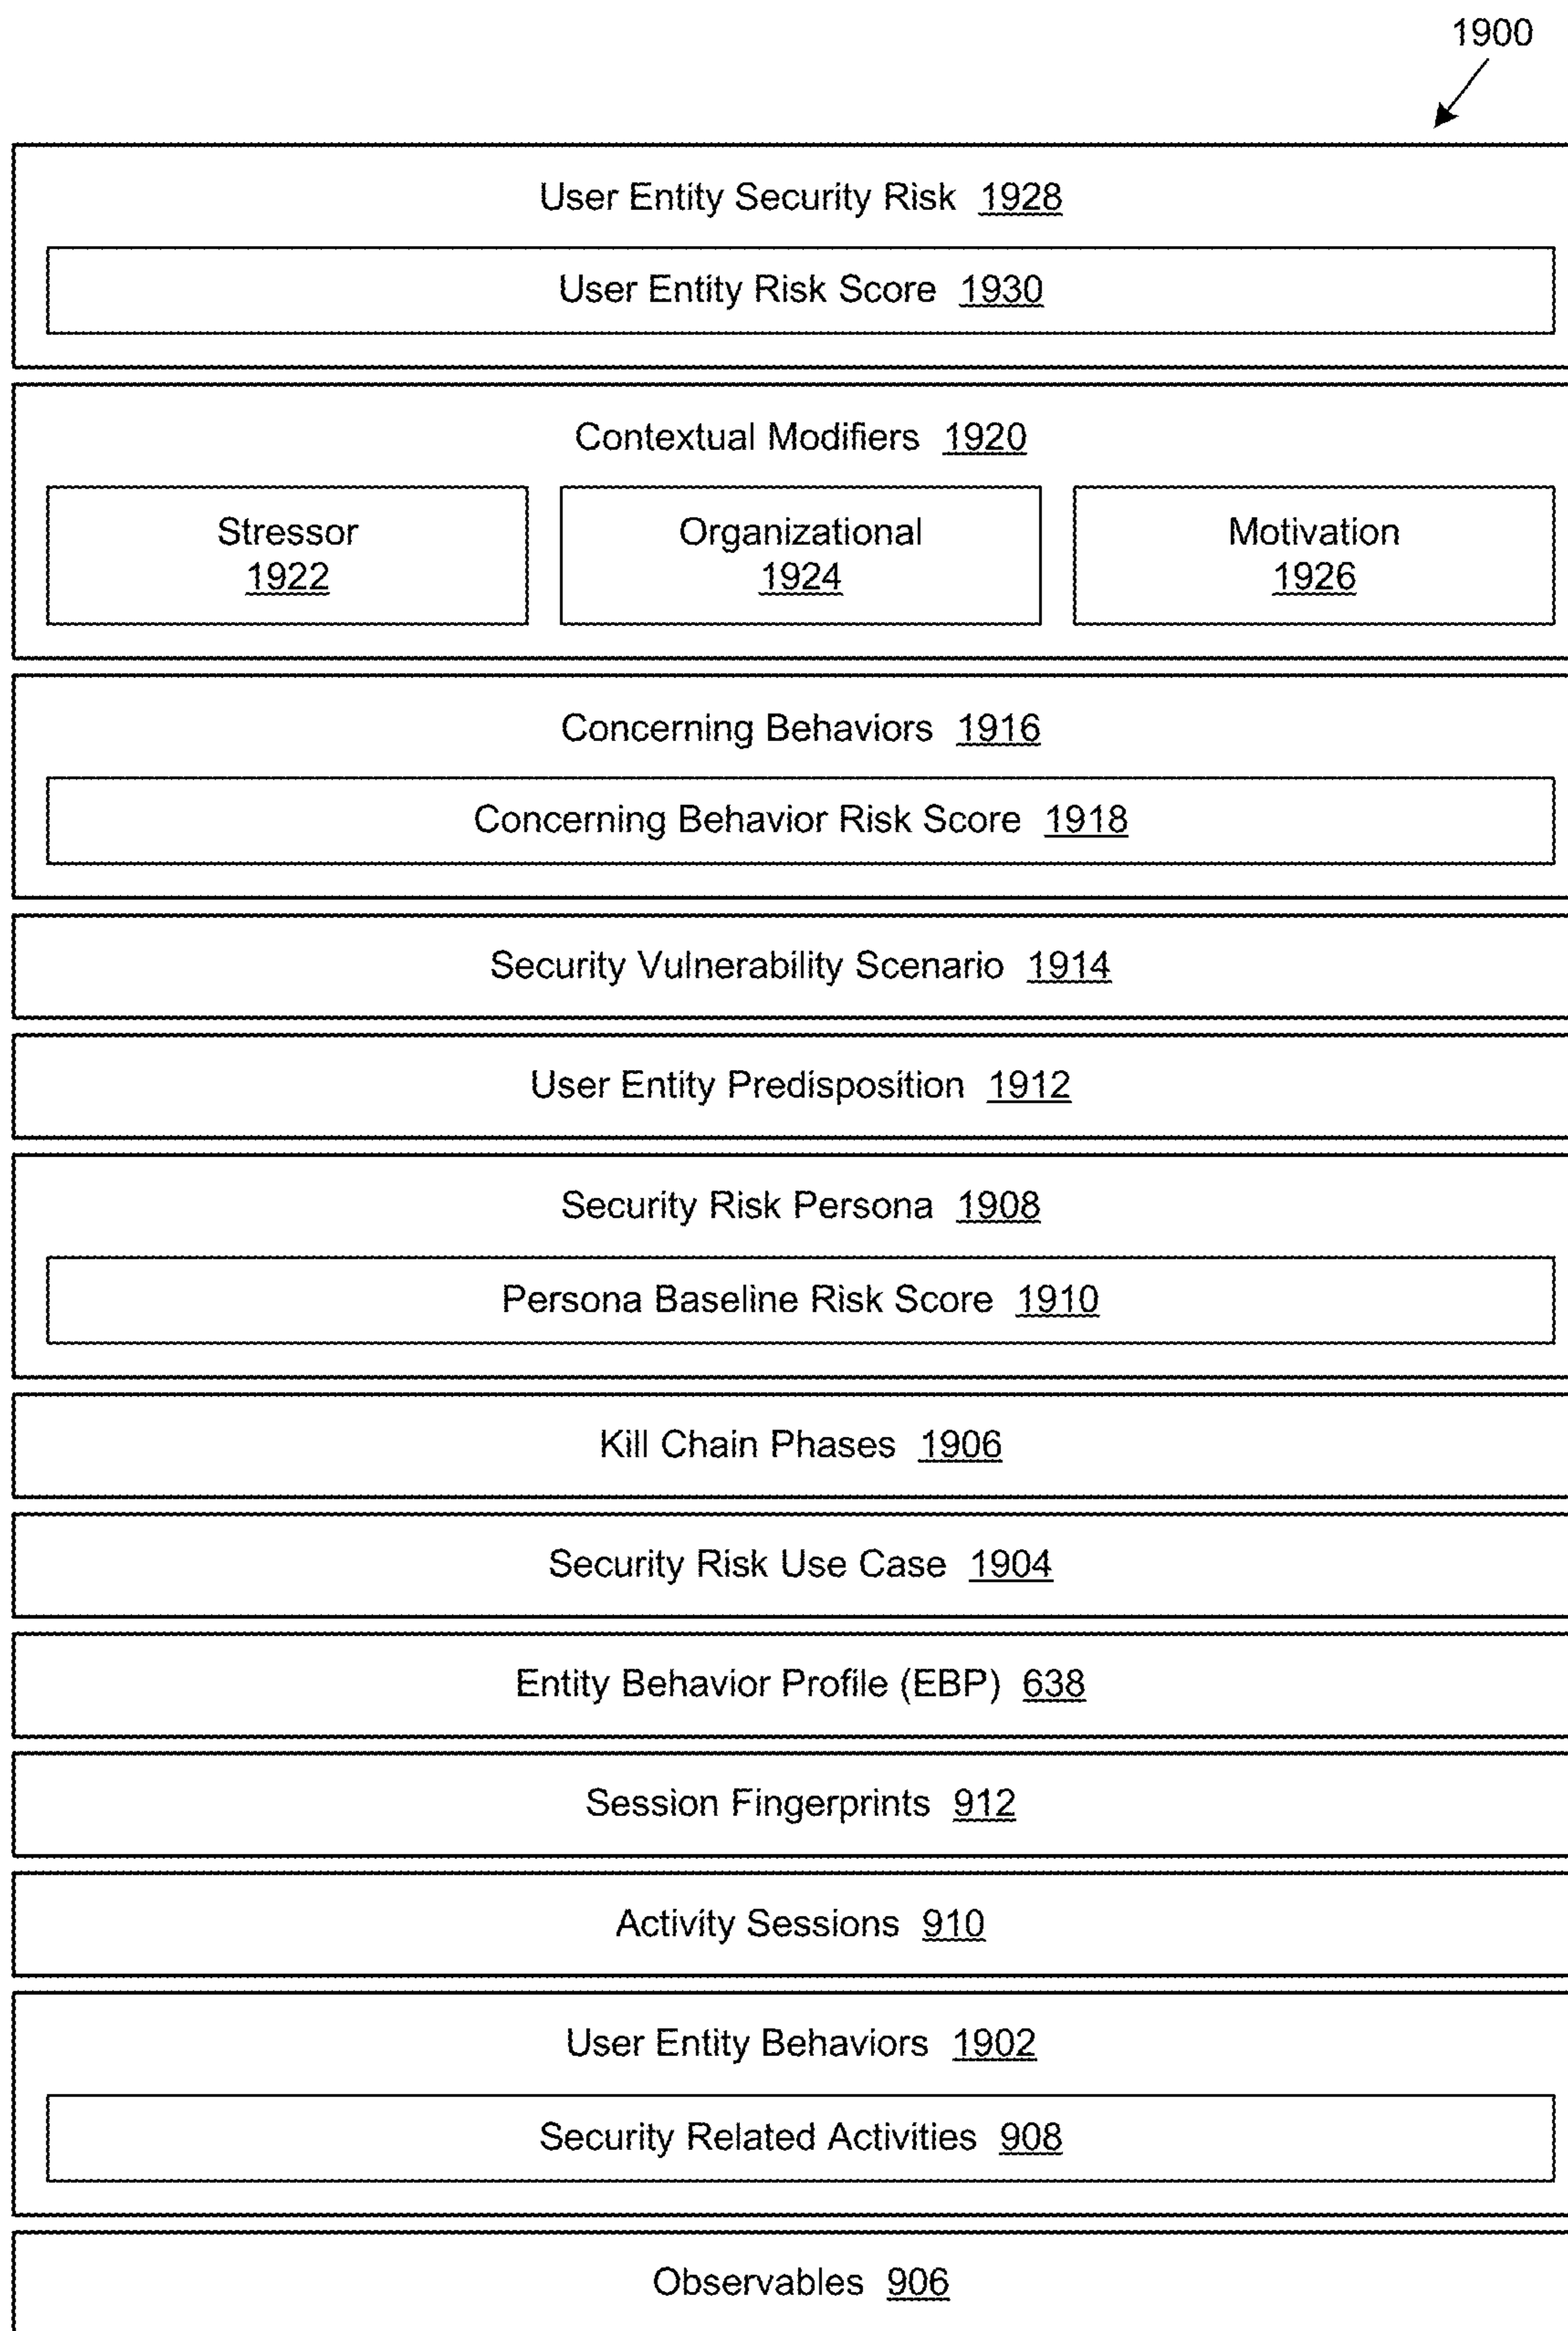 1900
User Entity Security Risk 1928
User Entity Risk Score 1930
Contextual Modifiers 1920
Stressor
1922
Organizational
1924
Motivation
1926
Concerning Behaviors 1916
Concerning Behavior Risk Score 1918
Security Vulnerability Scenario 1914
User Entity Predisposition 1912
Security Risk Persona 1908
Persona Baseline Risk Score 1910
Kill Chain Phases 1906
Security Risk Use Case 1904
Entity Behavior Profile (EBP) 638
Session Fingerprints 912
Activity Sessions 910
User Entity Behaviors 1902
Security Related Activities 908
Observables 906